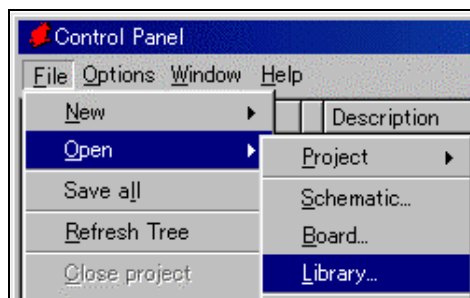 Control Panel
File Options Window Help
New
Description
Open
Project
Save all
Schematic...
Refresh Tree
Board...
Close project
Library...